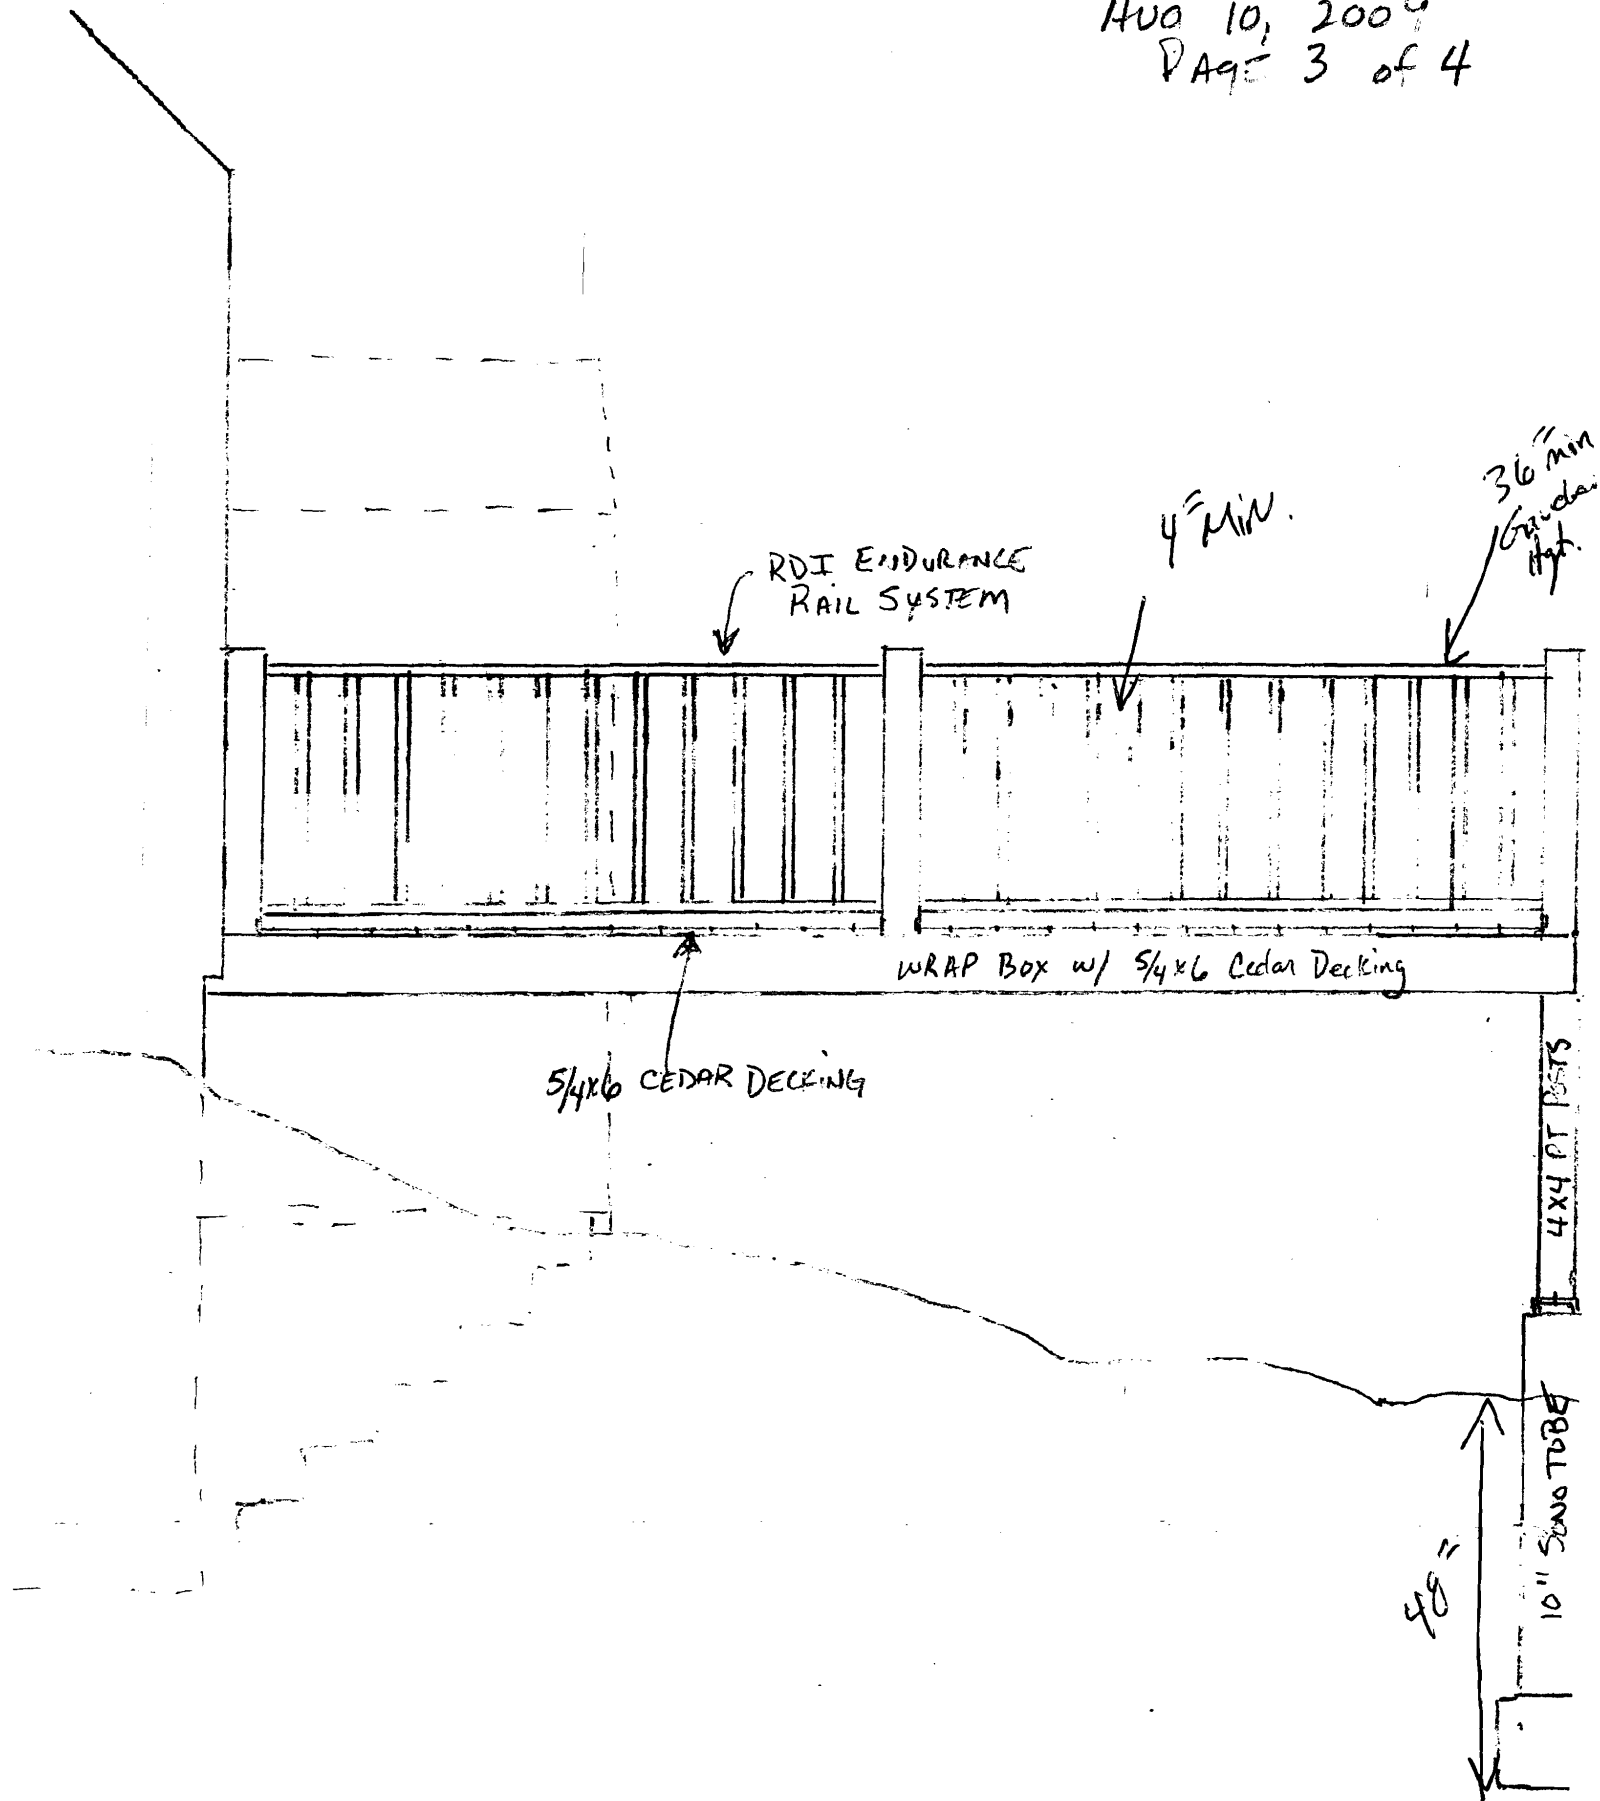 AUG 10, 2009
PAGE 3 of 4
36" min
Hgt.
4" MIN.
RDI ENDURANCE
RAIL SYSTEM
WRAP Box w/ 5/4x6 Cedar Decking
5/4x6 CEDAR DECKING
4x4 PT POSTS
10" SONO TUBE
48"